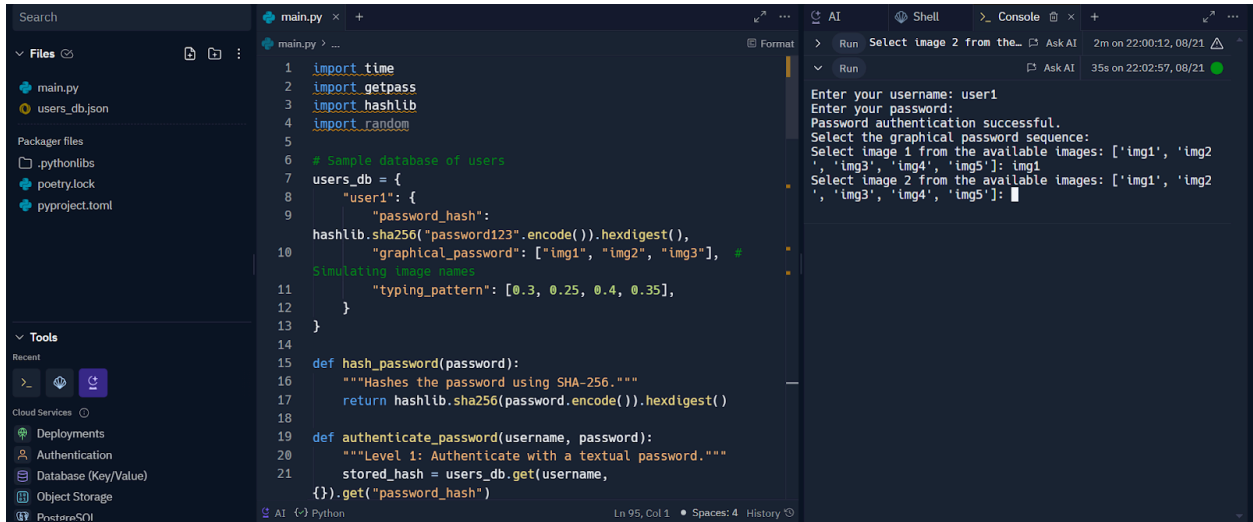 Search
Files
main.py
users_db.json
Packager files
.pythonlibs
poetry.lock
pyproject.toml
Tools
Recent
Cloud Services
Deployments
Authentication
Database (Key/Value)
Object Storage
PostgreSQL
main.py × +
main.py > ...
Format
1 import time
2 import getpass
3 import hashlib
4 import random
5
6 # Sample database of users
7 users_db = {
8 "user1": {
9 "password_hash":
hashlib.sha256("password123".encode()).hexdigest(),
10 "graphical_password": ["img1", "img2", "img3"], #
Simulating image names
11 "typing_pattern": [0.3, 0.25, 0.4, 0.35],
12 }
13 }
14
15 def hash_password(password):
16 """Hashes the password using SHA-256."""
17 return hashlib.sha256(password.encode()).hexdigest()
18
19 def authenticate_password(username, password):
20 """Level 1: Authenticate with a textual password."""
21 stored_hash = users_db.get(username,
{}).get("password_hash")
AI Python Ln 95, Col 1 Spaces: 4 History
AI Shell Console × +
Run Select image 2 from the… Ask AI 2m on 22:00:12, 08/21
Run Ask AI 35s on 22:02:57, 08/21
Enter your username: user1
Enter your password:
Password authentication successful.
Select the graphical password sequence:
Select image 1 from the available images: ['img1', 'img2
', 'img3', 'img4', 'img5']: img1
Select image 2 from the available images: ['img1', 'img2
', 'img3', 'img4', 'img5']: